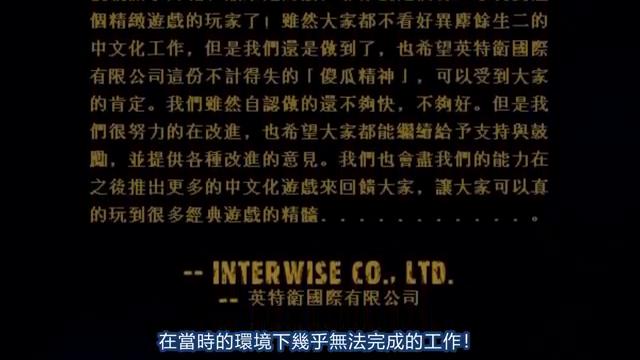 個精緻遊戲的玩家了！雖然大家都不看好異塵餘生二的
中文化工作，但是我們還是做到了，也希望英特衛國際
有限公司這份不計得失的「傻瓜精神」，可以受到大家
的肯定。我們雖然自認做的還不夠快，不夠好。但是我
們很努力的在改進，也希望大家都能繼續給予支持與鼓
勵，並提供各種改進的意見。我們也會盡我們的能力在
之後推出更多的中文化遊戲來回饋大家，讓大家可以真
的玩到很多經典遊戲的精髓．．．．．．．．．．．．。
-- INTERWISE CO., LTD.
-- 英特衛國際有限公司
在當時的環境下幾乎無法完成的工作！